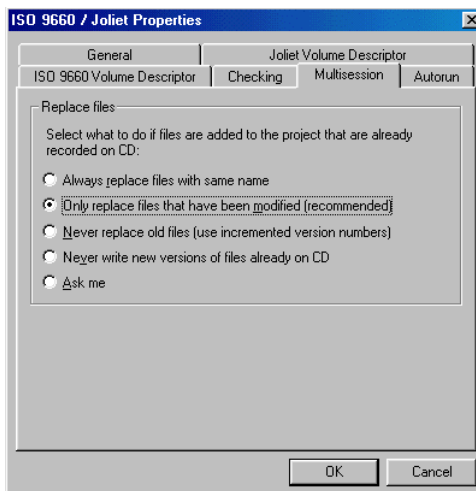 ISO 9660 / Joliet Properties
General
Joliet Volume Descriptor
ISO 9660 Volume Descriptor
Checking
Multisession
Autorun
Replace files
Select what to do if files are added to the project that are already
recorded on CD:
Always replace files with same name
Only replace files that have been modified (recommended)
Never replace old files (use incremented version numbers)
Never write new versions of files already on CD
Ask me
OK
Cancel